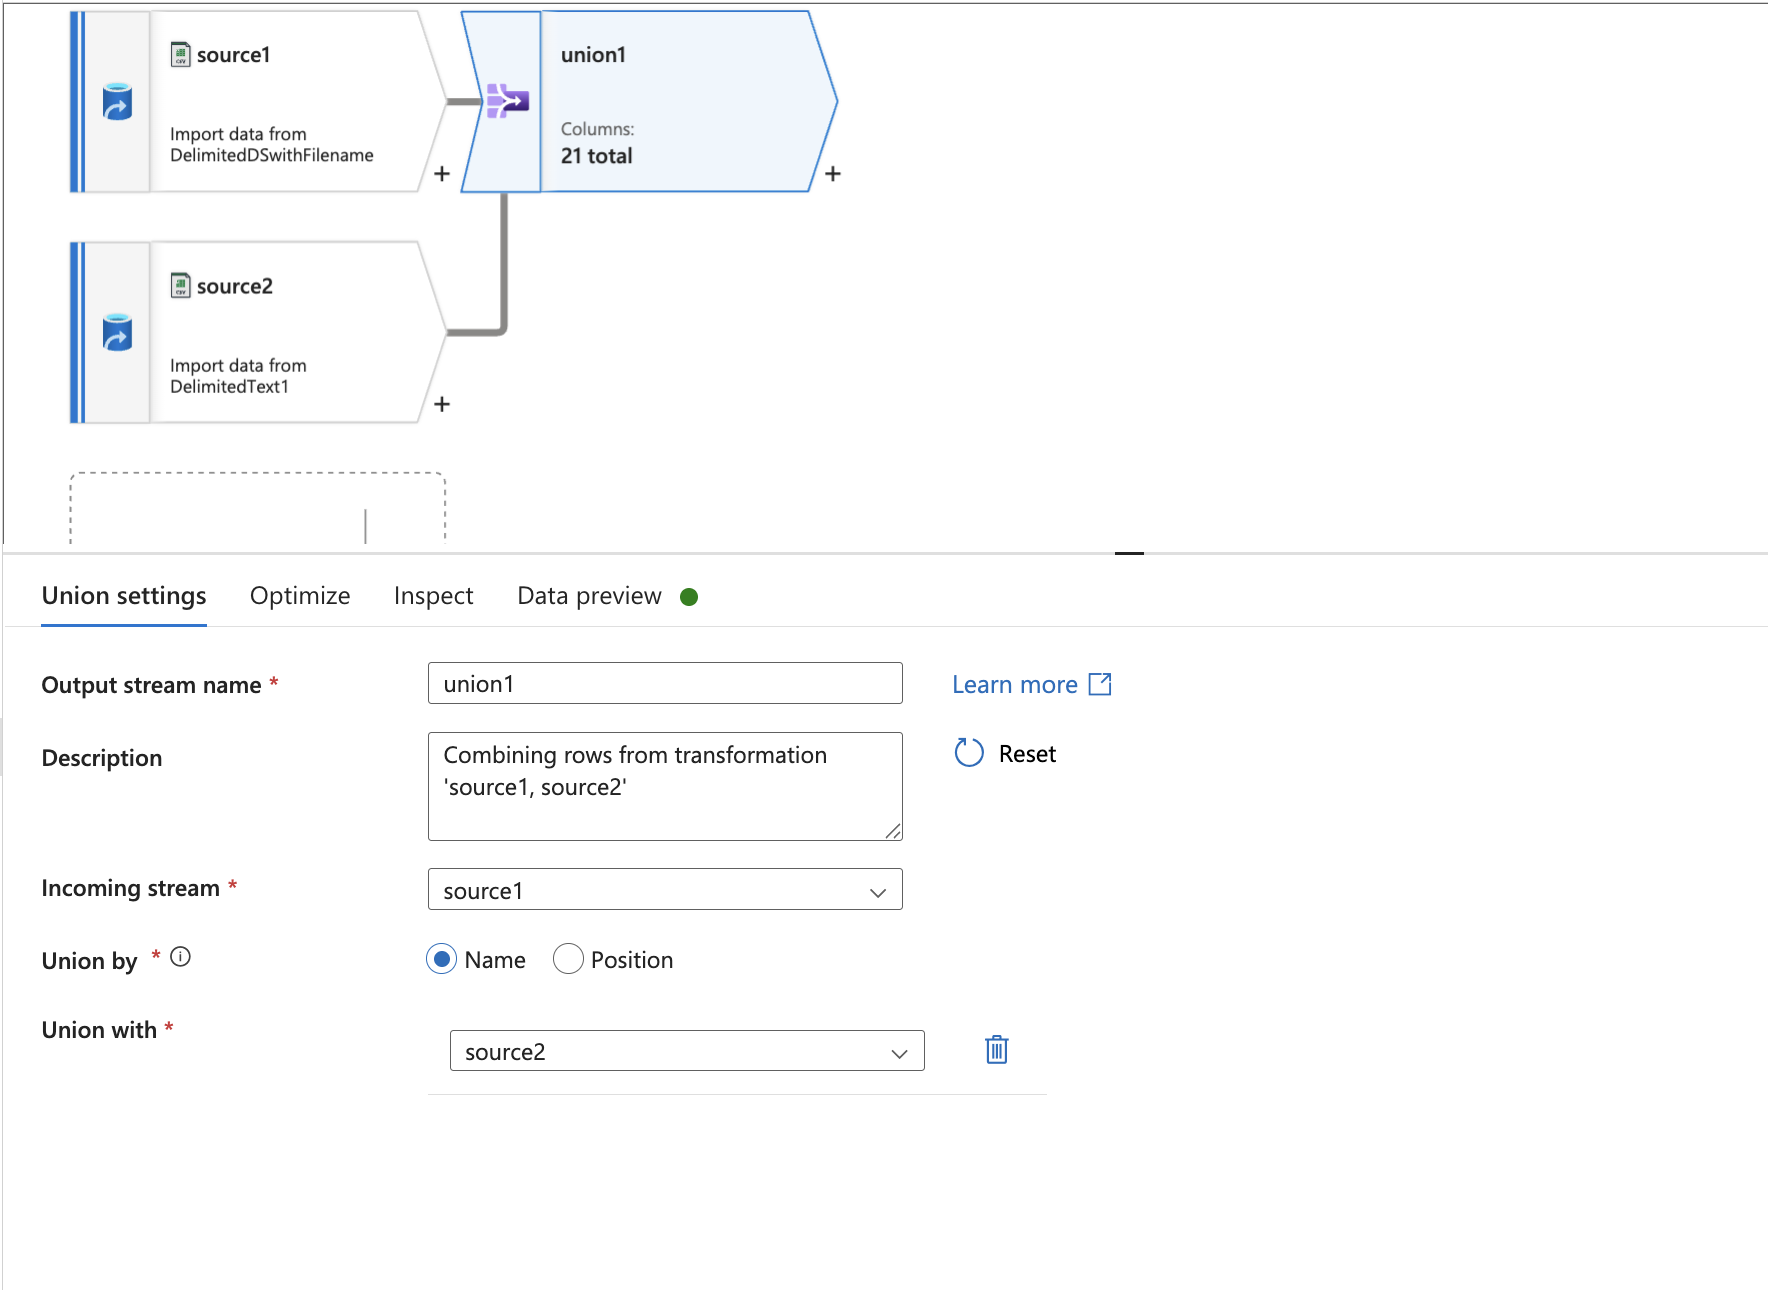 source1
Import data from
DelimitedDSwithFilename
+
union1
Columns:
21 total
+
source2
Import data from
DelimitedText1
+
Union settings
Optimize
Inspect
Data preview
Output stream name *
union1
Learn more
Description
Combining rows from transformation
'source1, source2'
Reset
Incoming stream *
source1
Union by *
Name
Position
Union with *
source2